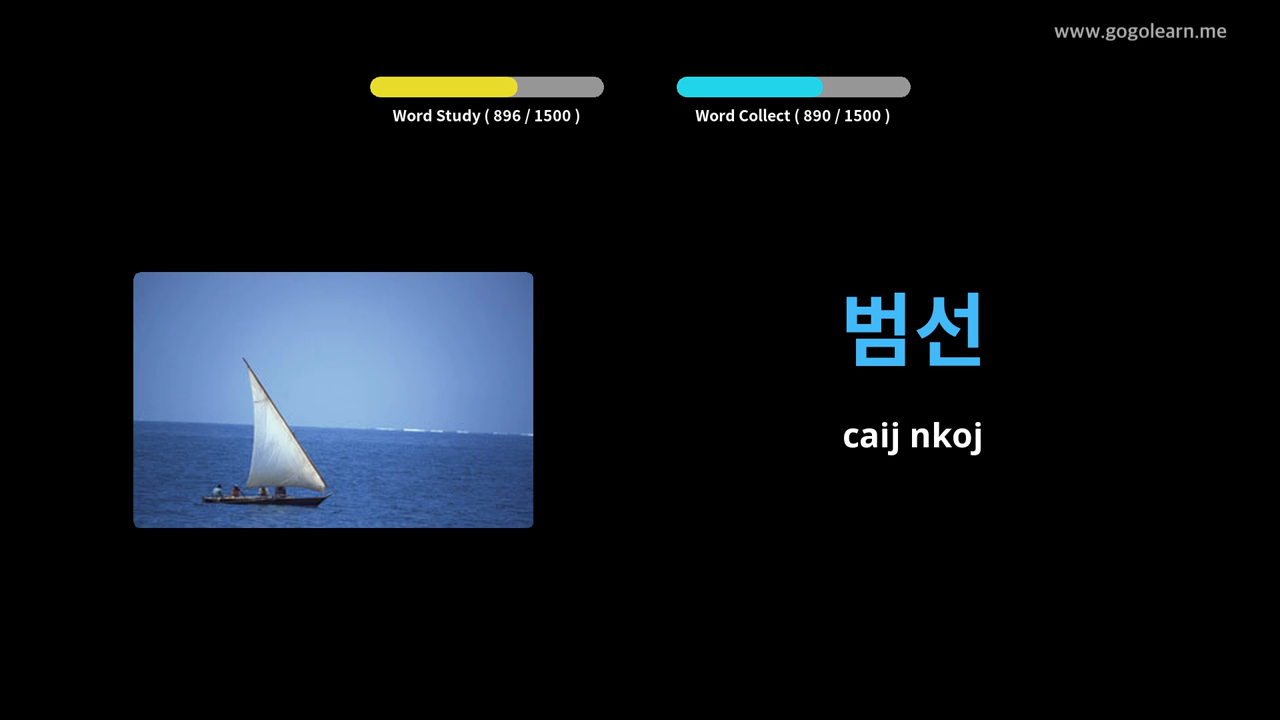 www.gogolearn.me
Word Study ( 896 / 1500 )
Word Collect ( 890 / 1500 )
범선
caij nkoj